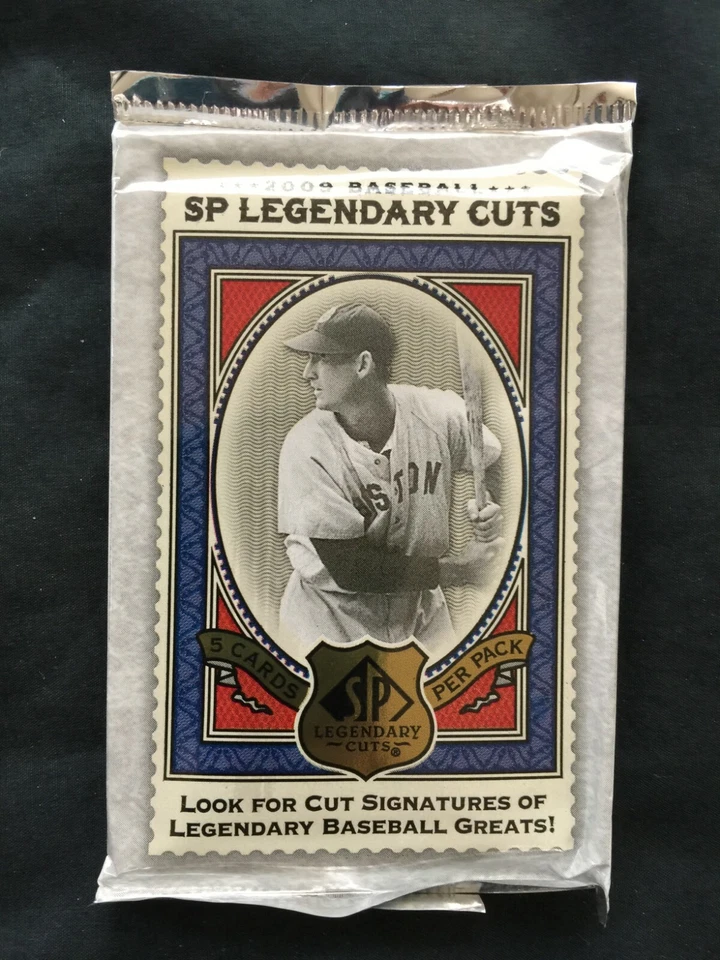 ***2009 BASEBALL***
SP LEGENDARY CUTS
BOSTON
5 CARDS
PER PACK
SP
LEGENDARY
~CUTS~®
LOOK FOR CUT SIGNATURES OF
LEGENDARY BASEBALL GREATS!